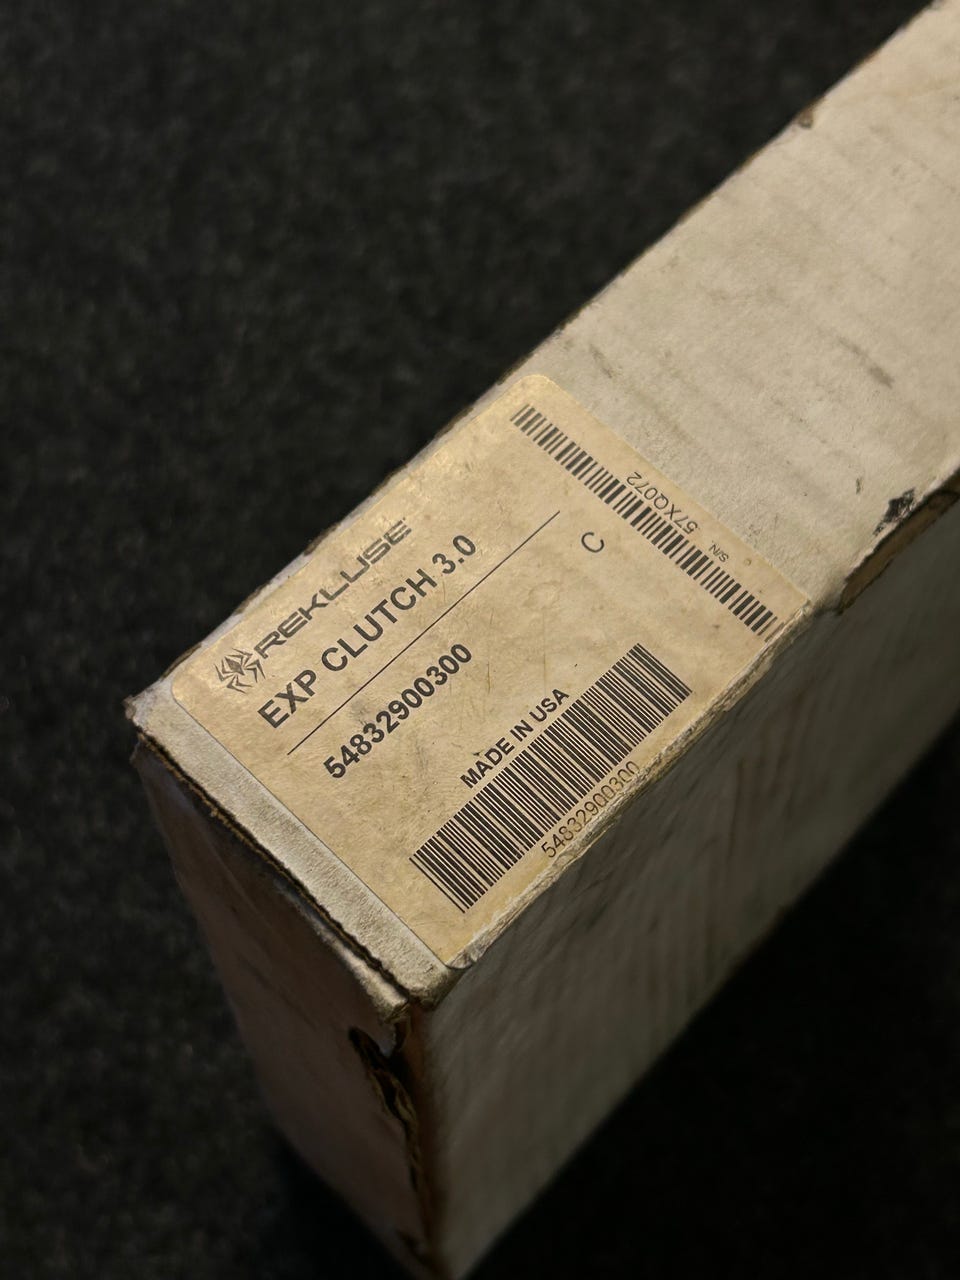 REKLUSE
EXP CLUTCH 3.0
54832900300
C
MADE IN USA
54832900300
S/N 57XQ072